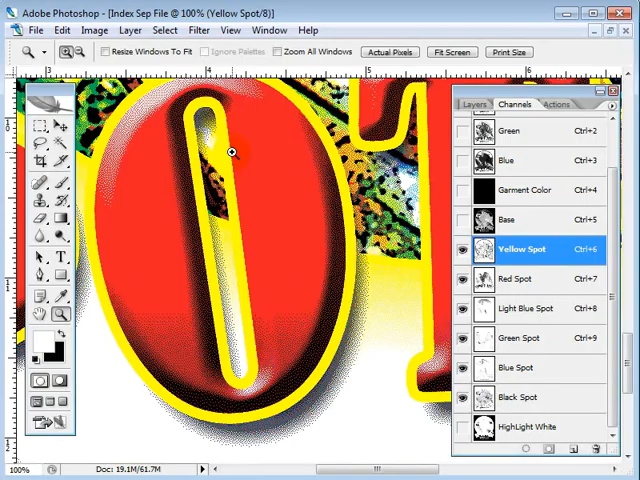 Adobe Photoshop - [Index Sep File @ 100% (Yellow Spot/8)]
File Edit Image Layer Select Filter View Window Help
Resize Windows To Fit Ignore Palettes Zoom All Windows Actual Pixels Fit Screen Print Size
3 4 5 6
Layers Channels Actions
Green Ctrl+2
Blue Ctrl+3
Garment Color Ctrl+4
Base Ctrl+5
Yellow Spot Ctrl+6
Red Spot Ctrl+7
Light Blue Spot Ctrl+8
Green Spot Ctrl+9
Blue Spot
Black Spot
HighLight White
100% Doc: 19.1M/61.7M